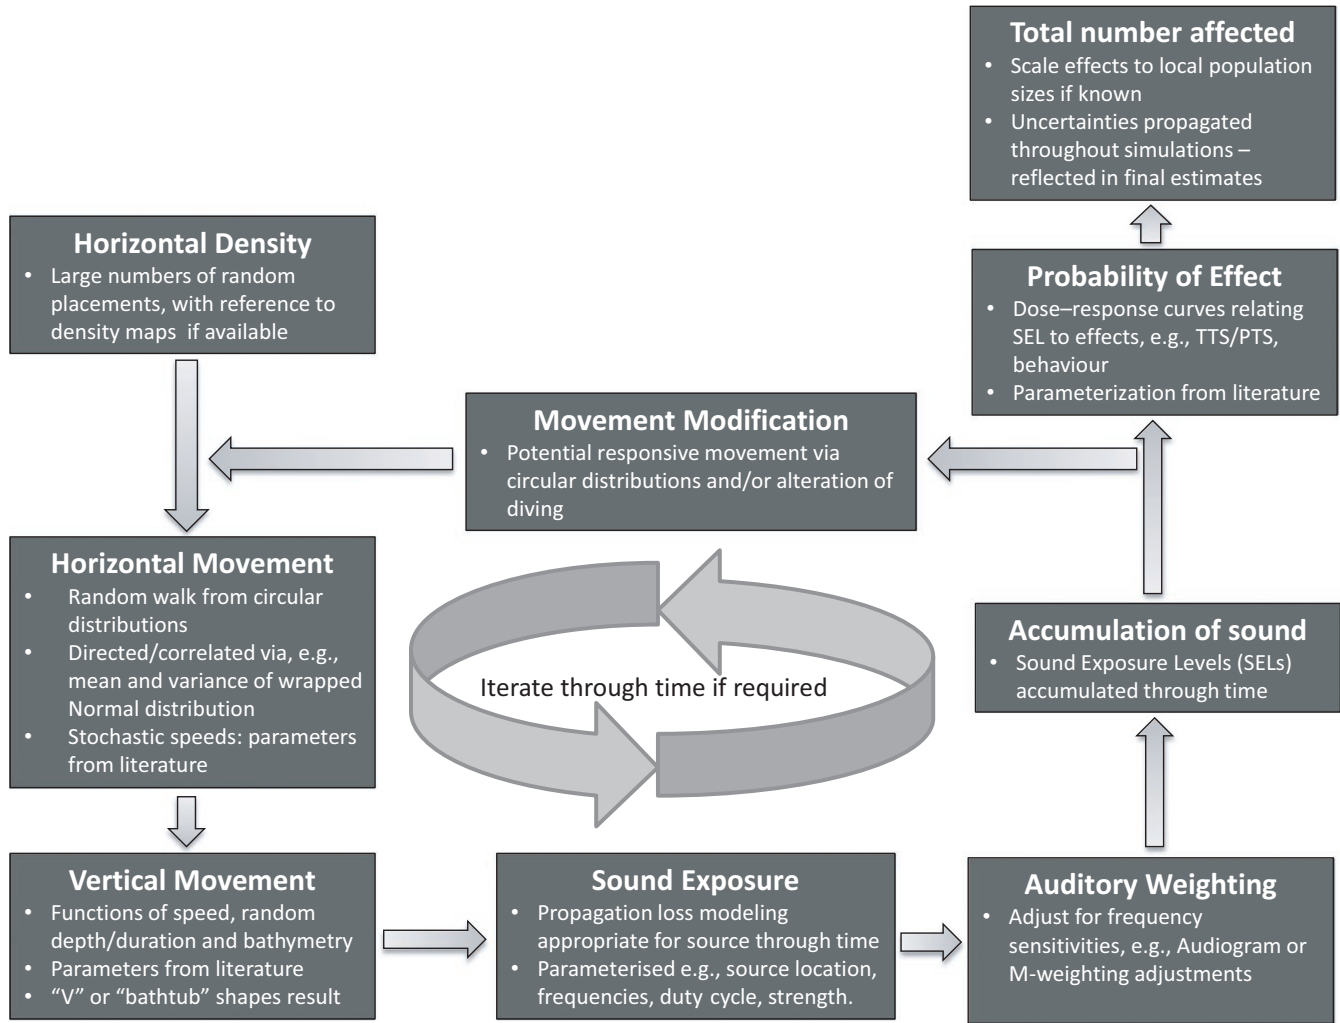 Total number affected
• Scale effects to local population
sizes if known
• Uncertainties propagated
throughout simulations –
reflected in final estimates
Horizontal Density
• Large numbers of random
placements, with reference to
density maps if available
Probability of Effect
• Dose–response curves relating
SEL to effects, e.g., TTS/PTS,
behaviour
• Parameterization from literature
Movement Modification
• Potential responsive movement via
circular distributions and/or alteration of
diving
Horizontal Movement
• Random walk from circular
distributions
• Directed/correlated via, e.g.,
mean and variance of wrapped
Normal distribution
• Stochastic speeds: parameters
from literature
Iterate through time if required
Accumulation of sound
• Sound Exposure Levels (SELs)
accumulated through time
Vertical Movement
• Functions of speed, random
depth/duration and bathymetry
• Parameters from literature
• “V” or “bathtub” shapes result
Sound Exposure
• Propagation loss modeling
appropriate for source through time
• Parameterised e.g., source location,
frequencies, duty cycle, strength.
Auditory Weighting
• Adjust for frequency
sensitivities, e.g., Audiogram or
M-weighting adjustments